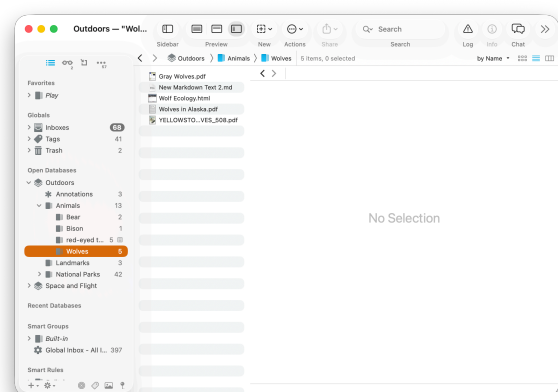 Outdoors — "Wol...
Sidebar
Preview
New
Actions
Share
Search
Search
Log
Info
Chat
Outdoors
Animals
Wolves
5 items, 0 selected
by Name
Favorites
Play
Globals
Inboxes 68
Tags 41
Trash 2
Open Databases
Outdoors
Annotations 3
Animals 13
Bear 2
Bison 1
red-eyed t... 5
Wolves 5
Landmarks 3
National Parks 42
Space and Flight
Recent Databases
Smart Groups
Built-in
Global Inbox - All I... 397
Smart Rules
Gray Wolves.pdf
New Markdown Text 2.md
Wolf Ecology.html
Wolves in Alaska.pdf
YELLOWSTO...VES_508.pdf
No Selection